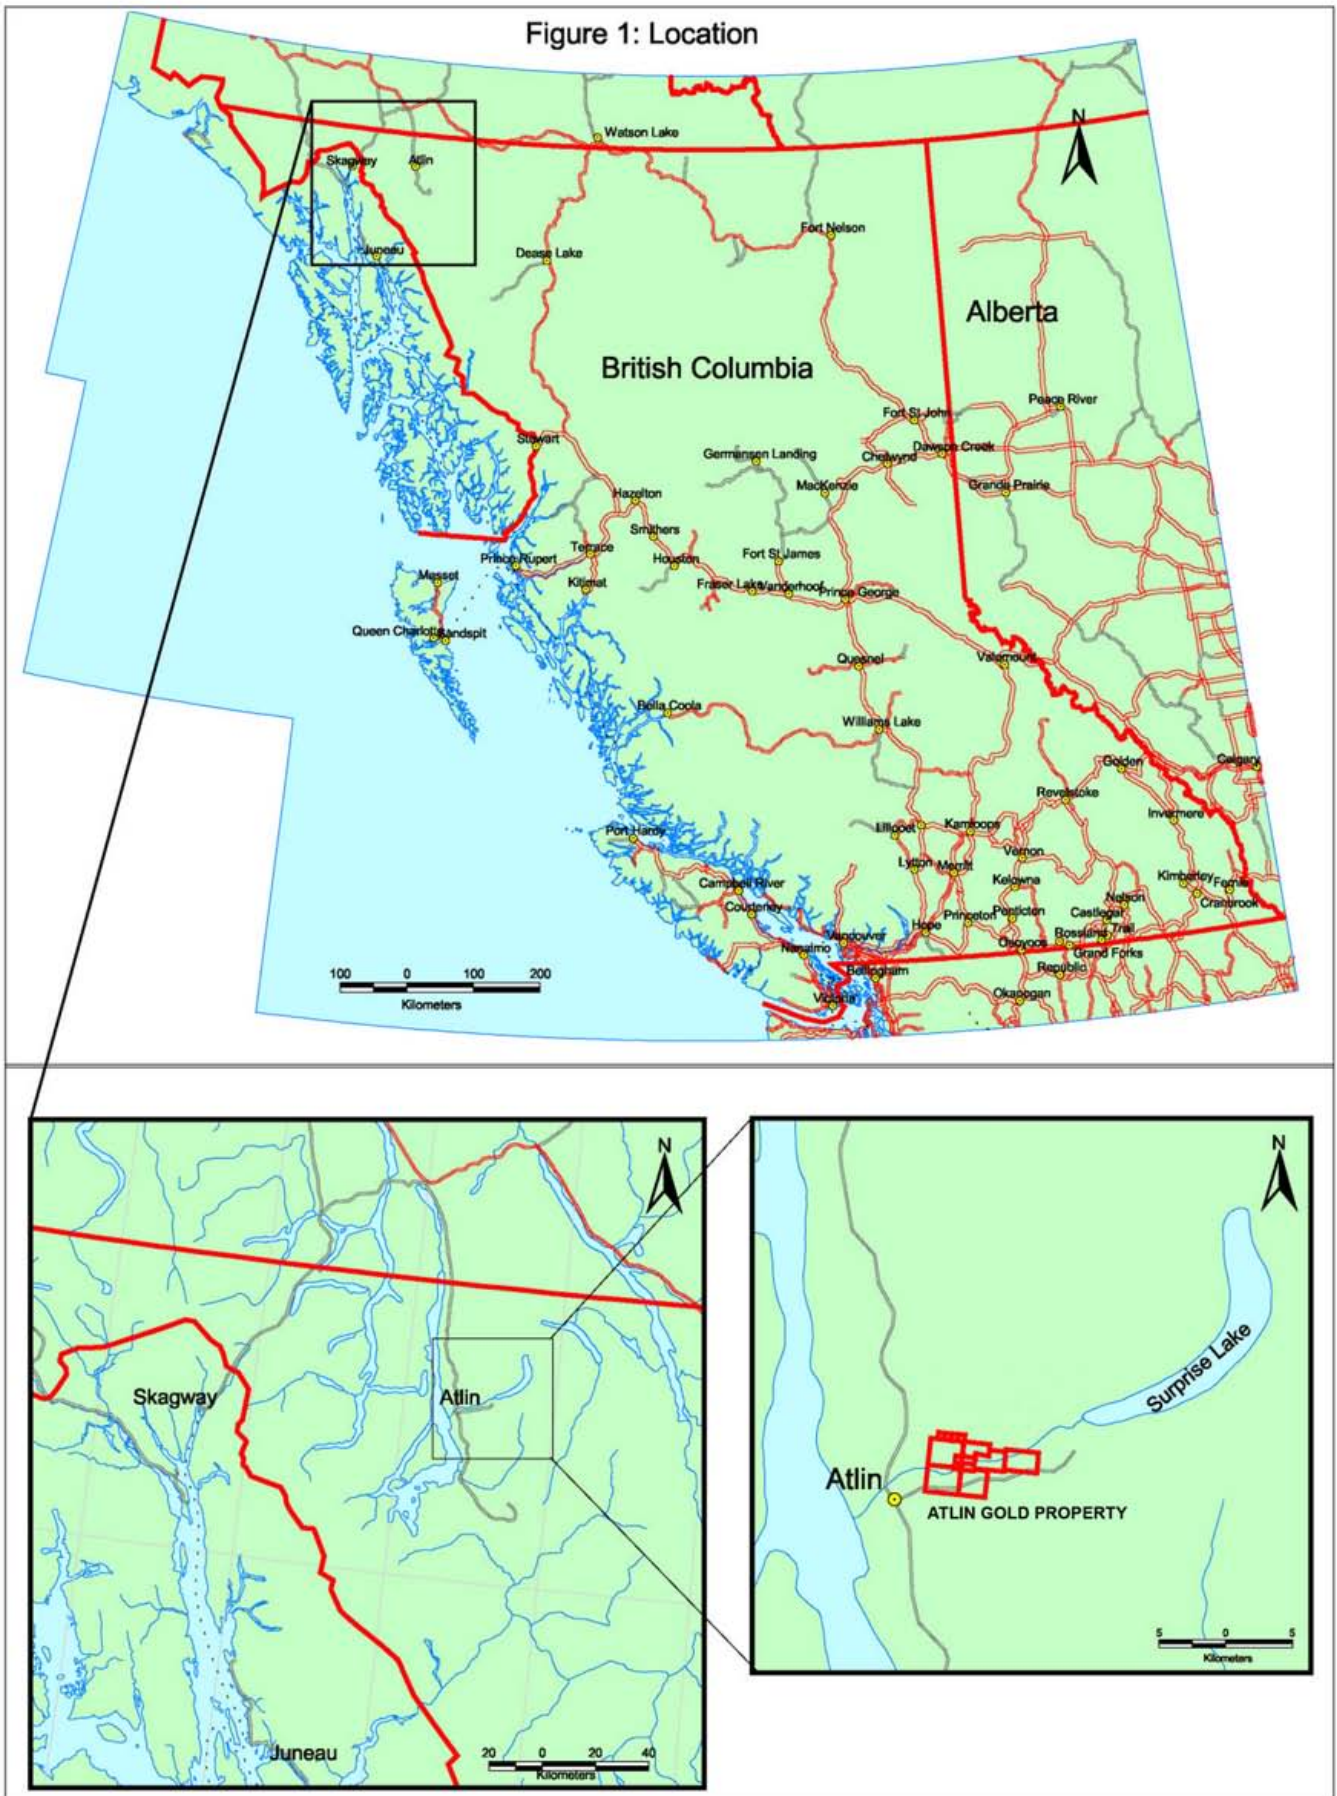 Figure 1: Location
N
Watson Lake
Skagway
Atlin
Juneau
Dease Lake
Fort Nelson
Alberta
British Columbia
Peace River
Fort St John
Stewart
Dawson Creek
Germansen Landing
Chetwynd
MacKenzie
Grande Prairie
Hazelton
Smithers
Terrace
Prince Rupert
Houston
Fort St James
Masset
Kitimat
Fraser Lake
Vanderhoof
Prince George
Queen Charlotte
Sandspit
Quesnel
Valemount
Bella Coola
Williams Lake
Golden
Calgary
Revelstoke
Invermere
Port Hardy
Lillooet
Kamloops
Vernon
Lytton
Merritt
Kelowna
Kimberley
Fernie
Campbell River
Cranbrook
Nelson
Courtenay
Castlegar
Princeton
Penticton
Hope
Trail
Rossland
Vancouver
Osoyoos
Nanaimo
Grand Forks
Bellingham
Republic
Okanogan
Victoria
100 0 100 200
Kilometers
N
Skagway
Atlin
Juneau
20 0 20 40
Kilometers
N
Surprise Lake
Atlin
ATLIN GOLD PROPERTY
5 0 5
Kilometers